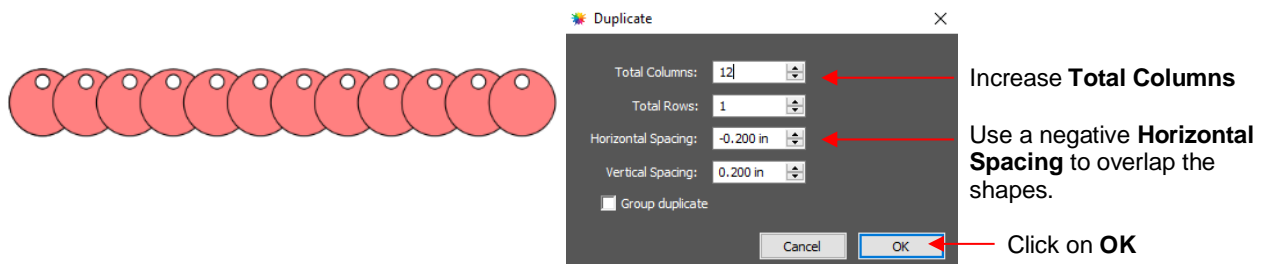 Duplicate
Total Columns: 12
Total Rows: 1
Horizontal Spacing: -0.200 in
Vertical Spacing: 0.200 in
Group duplicate
Cancel OK
Increase Total Columns
Use a negative Horizontal
Spacing to overlap the
shapes.
Click on OK